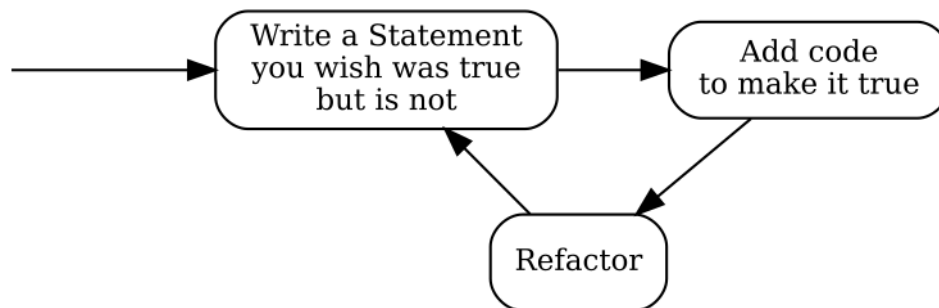 Write a Statement
you wish was true
but is not
Add code
to make it true
Refactor